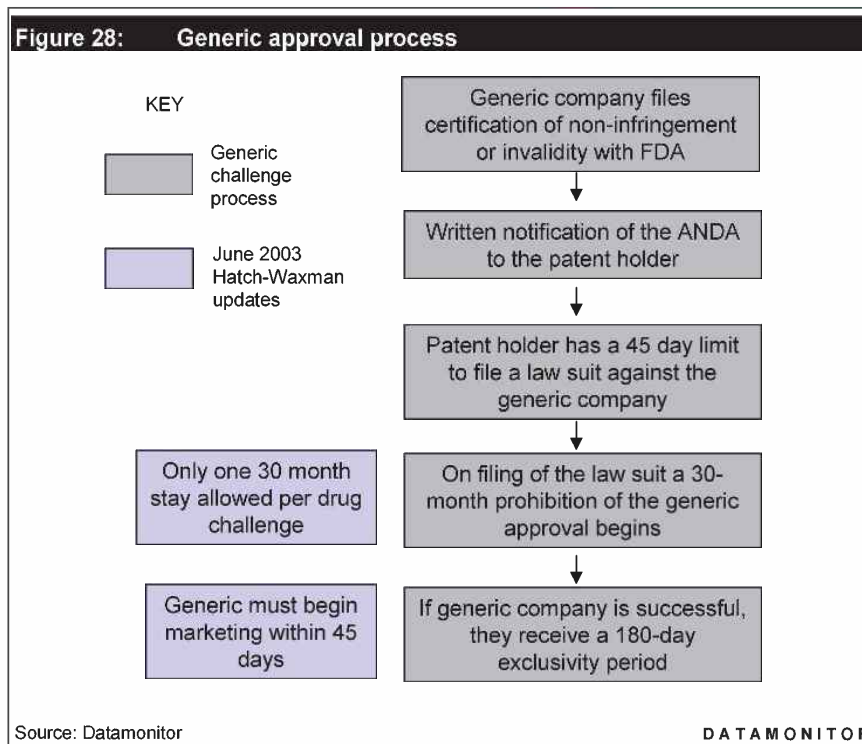 Figure 28: Generic approval process
KEY
Generic
challenge
process
June 2003
Hatch-Waxman
updates
Generic company files
certification of non-infringement
or invalidity with FDA
Written notification of the ANDA
to the patent holder
Patent holder has a 45 day limit
to file a law suit against the
generic company
Only one 30 month
stay allowed per drug
challenge
On filing of the law suit a 30-
month prohibition of the generic
approval begins
Generic must begin
marketing within 45
days
If generic company is successful,
they receive a 180-day
exclusivity period
Source: Datamonitor
DATAMONITOR